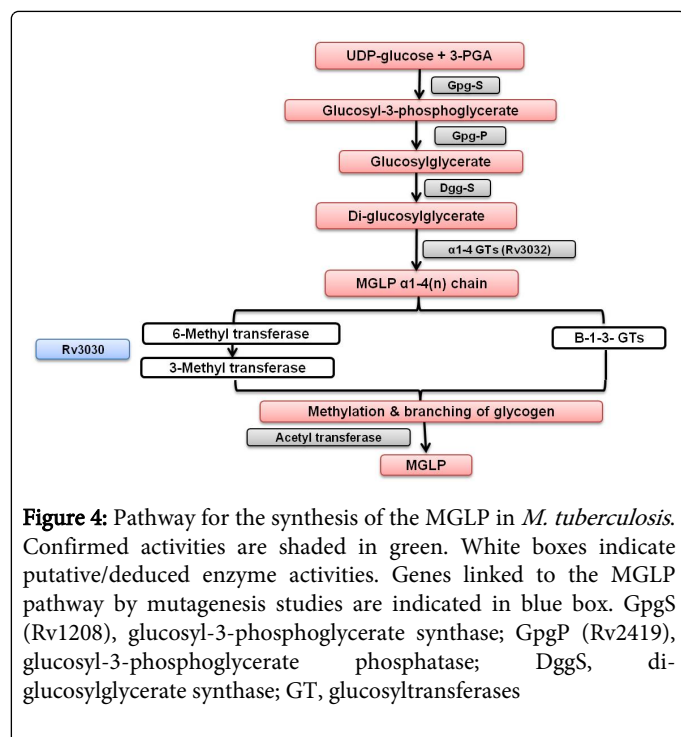 UDP-glucose + 3-PGA
Gpg-S
Glucosyl-3-phosphoglycerate
Gpg-P
Glucosylglycerate
Dgg-S
Di-glucosylglycerate
α1-4 GTs (Rv3032)
MGLP α1-4(n) chain
6-Methyl transferase
B-1-3- GTs
Rv3030
3-Methyl transferase
Methylation & branching of glycogen
Acetyl transferase
MGLP
Figure 4: Pathway for the synthesis of the MGLP in M. tuberculosis.
Confirmed activities are shaded in green. White boxes indicate
putative/deduced enzyme activities. Genes linked to the MGLP
pathway by mutagenesis studies are indicated in blue box. GpgS
(Rv1208), glucosyl-3-phosphoglycerate synthase; GpgP (Rv2419),
glucosyl-3-phosphoglycerate phosphatase; DggS, di-
glucosylglycerate synthase; GT, glucosyltransferases